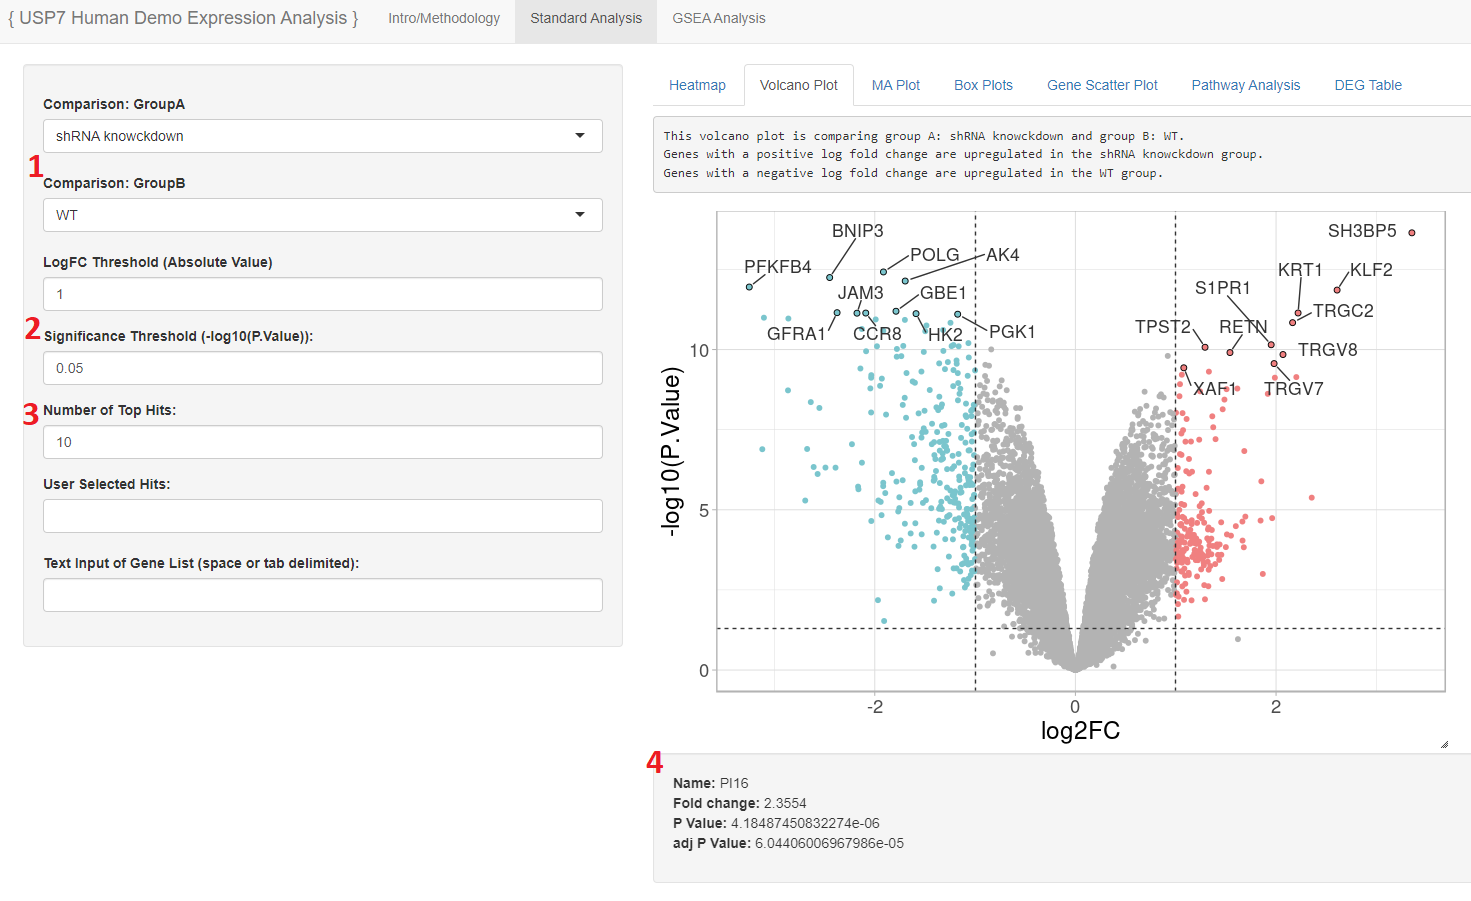 { USP7 Human Demo Expression Analysis } Intro/Methodology Standard Analysis GSEA Analysis
Comparison: GroupA
shRNA knowckdown
1
Comparison: GroupB
WT
LogFC Threshold (Absolute Value)
1
2 Significance Threshold (-log10(P.Value)):
0.05
3 Number of Top Hits:
10
User Selected Hits:
Text Input of Gene List (space or tab delimited):
Heatmap Volcano Plot MA Plot Box Plots Gene Scatter Plot Pathway Analysis DEG Table
This volcano plot is comparing group A: shRNA knowckdown and group B: WT.
Genes with a positive log fold change are upregulated in the shRNA knowckdown group.
Genes with a negative log fold change are upregulated in the WT group.
BNIP3 SH3BP5
POLG AK4
PFKFB4 KRT1 KLF2
JAM3 GBE1 S1PR1
TRGC2
GFRA1 CCR8 HK2 PGK1 TPST2 RETN
TRGV8
XAF1 TRGV7
10
5
0
-log10(P.Value)
-2 0 2
log2FC
4
Name: PI16
Fold change: 2.3554
P Value: 4.18487450832274e-06
adj P Value: 6.04406006967986e-05